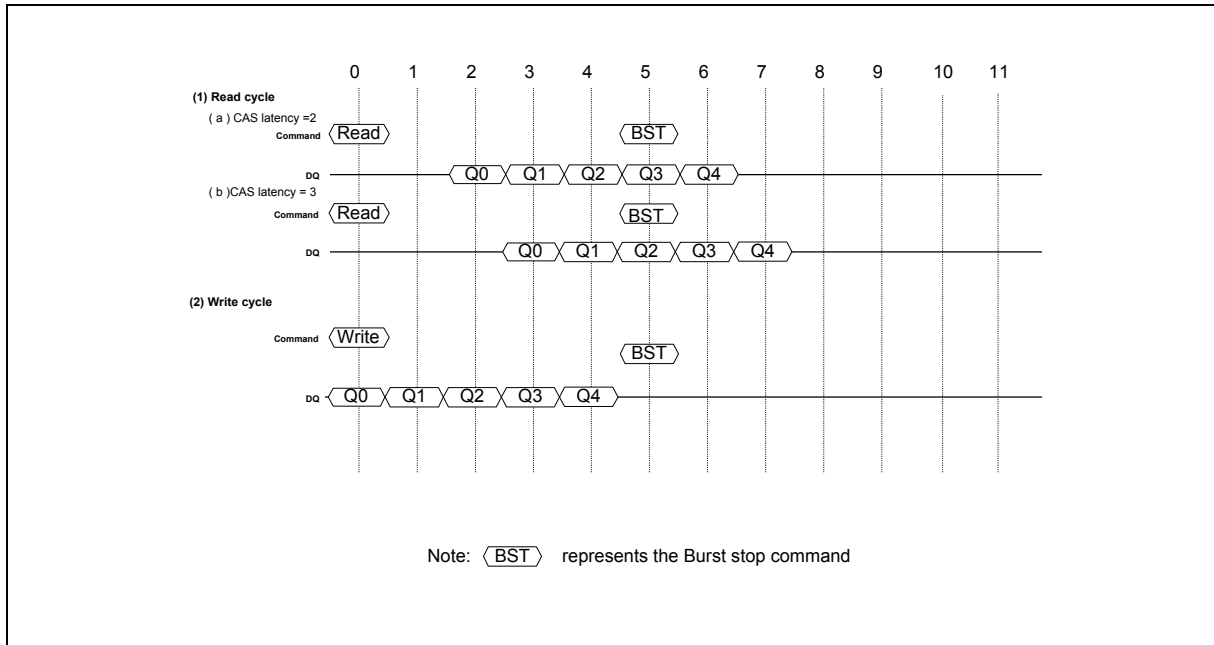 0 1 2 3 4 5 6 7 8 9 10 11
(1) Read cycle
( a ) CAS latency =2
Command Read BST
DQ Q0 Q1 Q2 Q3 Q4
( b )CAS latency = 3
Command Read BST
DQ Q0 Q1 Q2 Q3 Q4
(2) Write cycle
Command Write BST
DQ Q0 Q1 Q2 Q3 Q4
Note: BST represents the Burst stop command